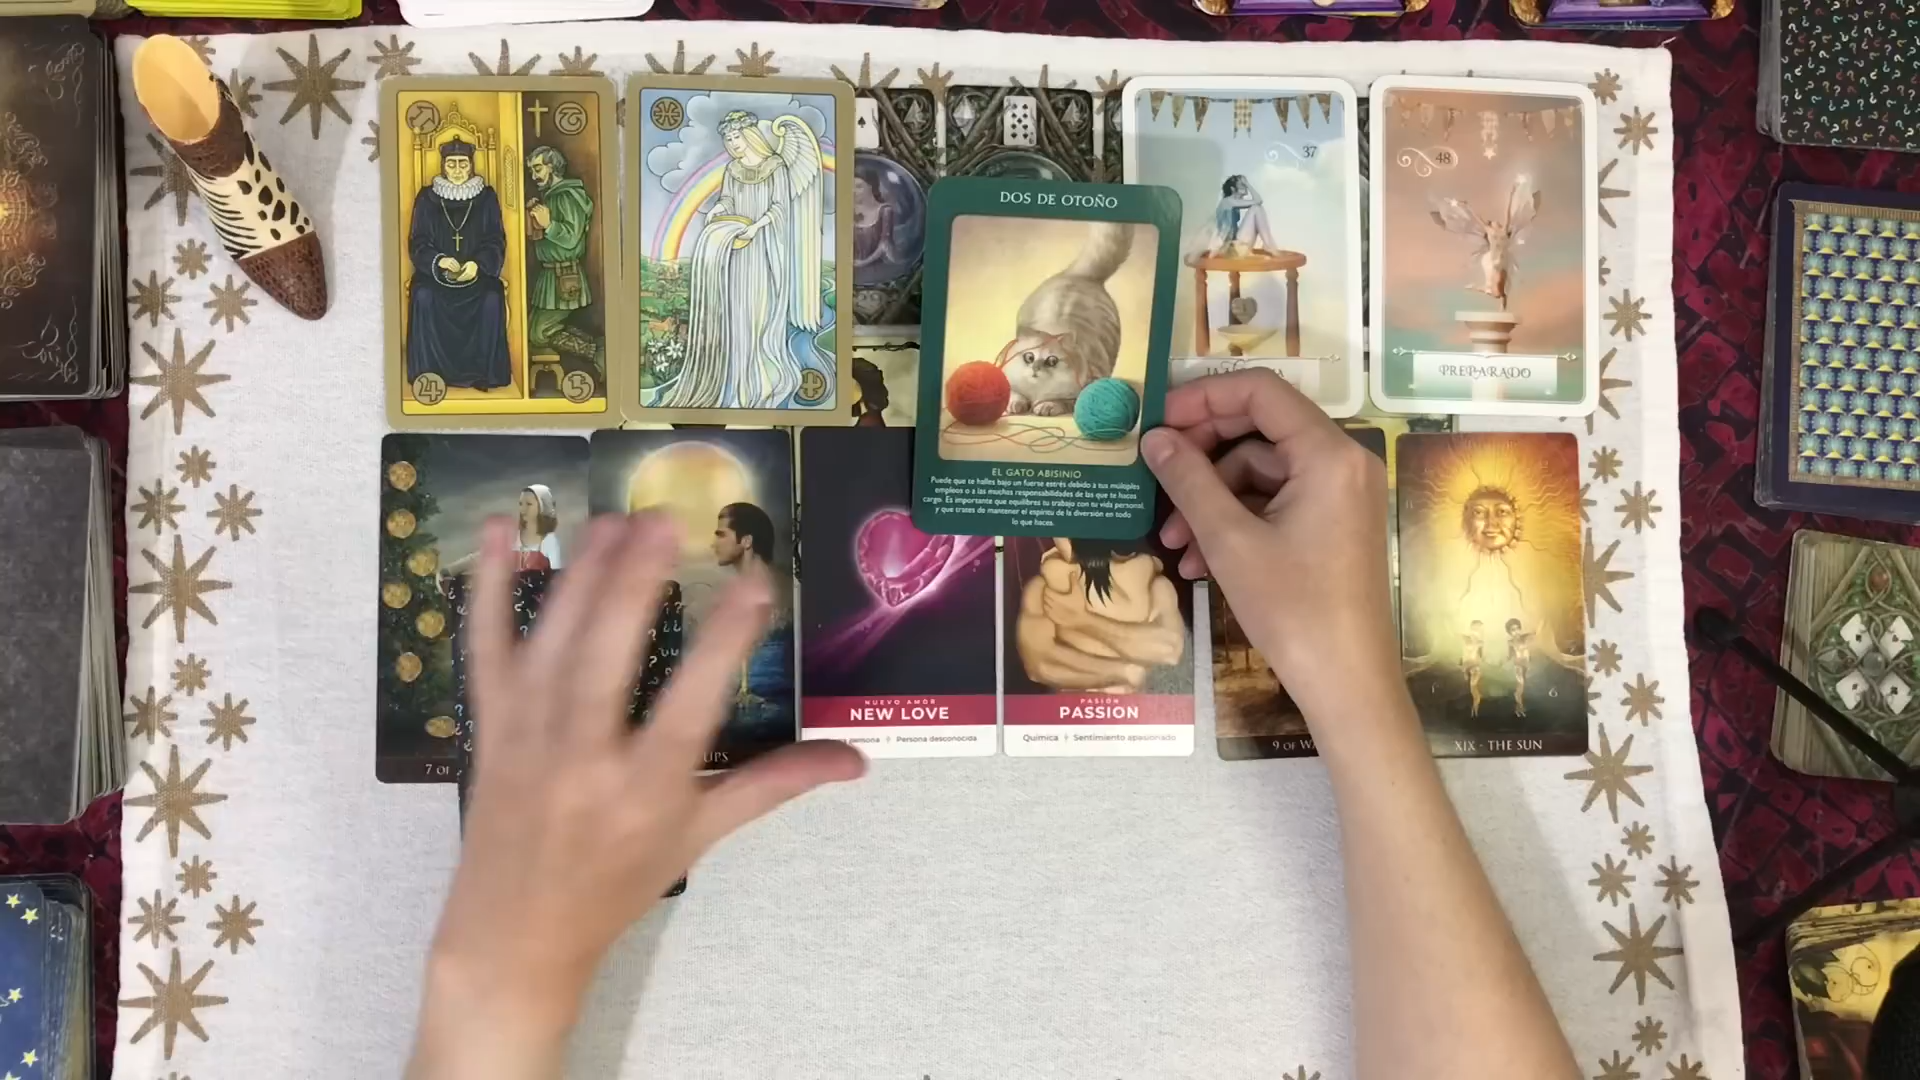 37
48
DOS DE OTOÑO
PREPARADO
EL GATO ABISINIO
Puede que te halles bajo un fuerte estrés debido a tus múltiples
empleos o a las muchas responsabilidades de las que te haces
cargo. Es importante que equilibres tu trabajo con tu vida personal,
y que trates de mantener el espíritu de la diversión en todo
lo que haces.
NUEVO AMOR
NEW LOVE
persona Persona desconocida
PASIÓN
PASSION
Química Sentimiento apasionado
7 OF
UPS
9 OF WA
6
XIX - THE SUN